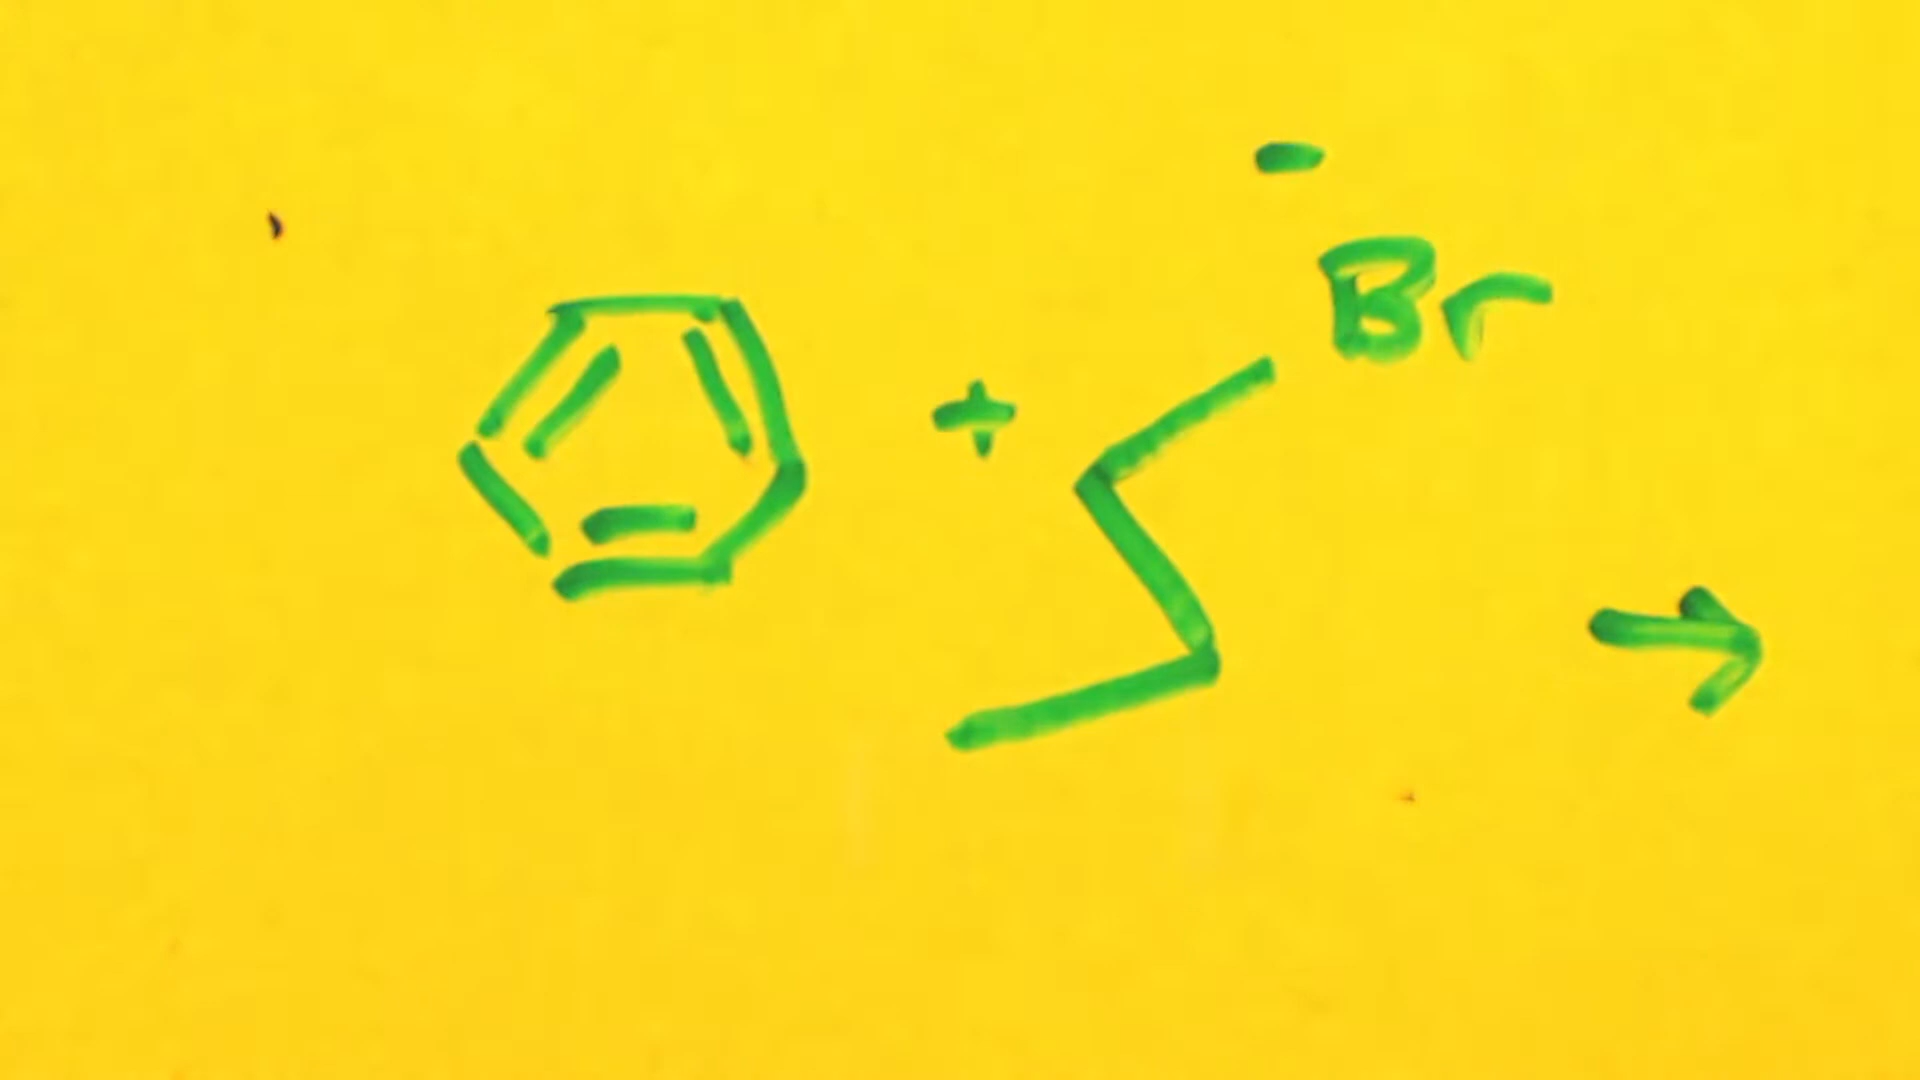 -
Br
+
→